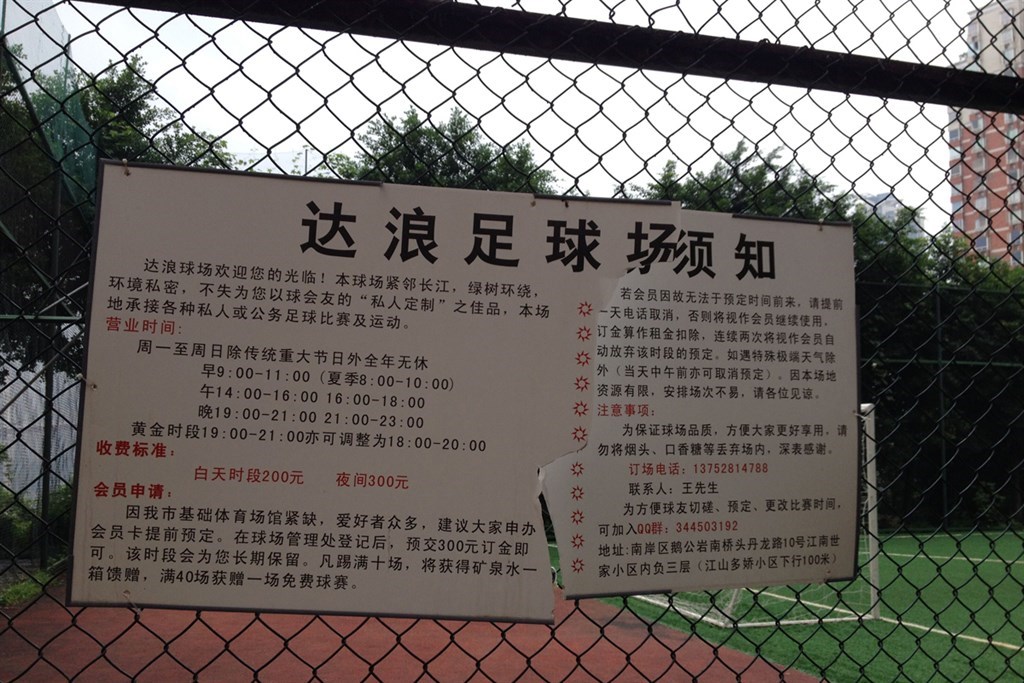 达浪足球场须知
达浪球场欢迎您的光临！本球场紧邻长江，绿树环绕，
环境私密，不失为您以球会友的“私人定制”之佳品，本场
地承接各种私人或公务足球比赛及运动。
营业时间：
周一至周日除传统重大节日外全年无休
早9:00-11:00（夏季8:00-10:00）
午14:00-16:00 16:00-18:00
晚19:00-21:00 21:00-23:00
黄金时段19:00-21:00亦可调整为18:00-20:00
收费标准：
白天时段200元 夜间300元
会员申请：
因我市基础体育场馆紧缺，爱好者众多，建议大家申办
会员卡提前预定。在球场管理处登记后，预交300元订金即
可。该时段会为您长期保留。凡踢满十场，将获得矿泉水一
箱馈赠，满40场获赠一场免费球赛。
若会员因故无法于预定时间前来，请提前
一天电话取消，否则将视作会员继续使用，
订金算作租金扣除，连续两次将视作会员自
动放弃该时段的预定。如遇特殊极端天气除
外（当天中午前亦可取消预定）。因本场地
资源有限，安排场次不易，请各位见谅。
注意事项：
为保证球场品质，方便大家更好享用，请
勿将烟头、口香糖等丢弃场内，深表感谢。
订场电话：13752814788
联系人：王先生
为方便球友切磋、预定、更改比赛时间，
可加入QQ群：344503192
地址：南岸区鹅公岩南桥头丹龙路10号江南世
家小区内负三层（江山多娇小区下行100米）